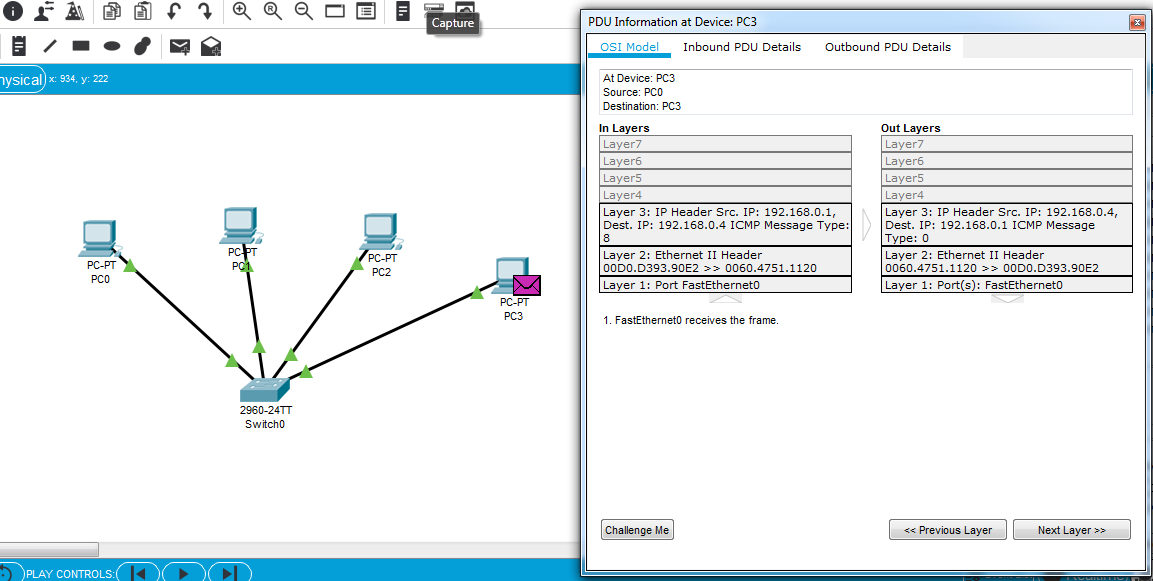 Capture
hysical
x: 934, y: 222
PC-PT
PC0
PC-PT
PC1
PC-PT
PC2
PC-PT
PC3
2960-24TT
Switch0
PLAY CONTROLS:
PDU Information at Device: PC3
OSI Model
Inbound PDU Details
Outbound PDU Details
At Device: PC3
Source: PC0
Destination: PC3
In Layers
Layer7
Layer6
Layer5
Layer4
Layer 3: IP Header Src. IP: 192.168.0.1,
Dest. IP: 192.168.0.4 ICMP Message Type:
8
Layer 2: Ethernet II Header
00D0.D393.90E2 >> 0060.4751.1120
Layer 1: Port FastEthernet0
Out Layers
Layer7
Layer6
Layer5
Layer4
Layer 3: IP Header Src. IP: 192.168.0.4,
Dest. IP: 192.168.0.1 ICMP Message
Type: 0
Layer 2: Ethernet II Header
0060.4751.1120 >> 00D0.D393.90E2
Layer 1: Port(s): FastEthernet0
1. FastEthernet0 receives the frame.
Challenge Me
<< Previous Layer
Next Layer >>